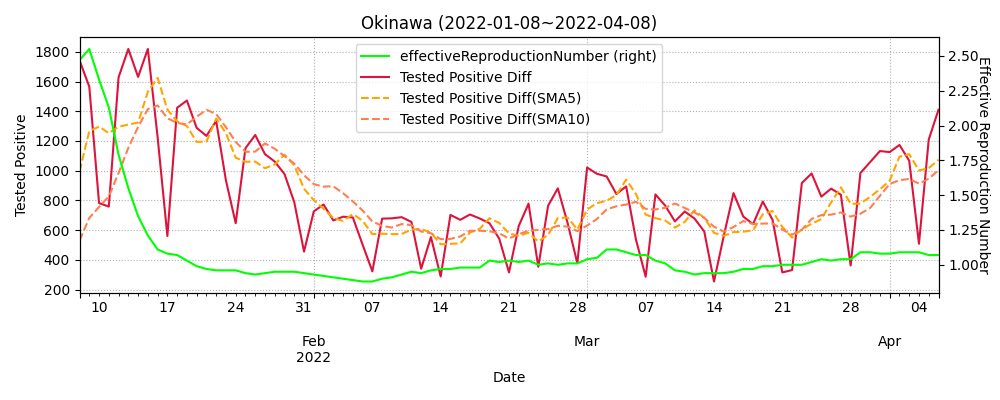 Okinawa (2022-01-08~2022-04-08)
effectiveReproductionNumber (right)
Tested Positive Diff
Tested Positive Diff(SMA5)
Tested Positive Diff(SMA10)
Tested Positive
1800
1600
1400
1200
1000
800
600
400
200
2.50
2.25
2.00
1.75
1.50
1.25
1.00
Effective Reproduction Number
10 17 24 31 07 14 21 28 07 14 21 28 04
Feb Mar Apr
2022
Date